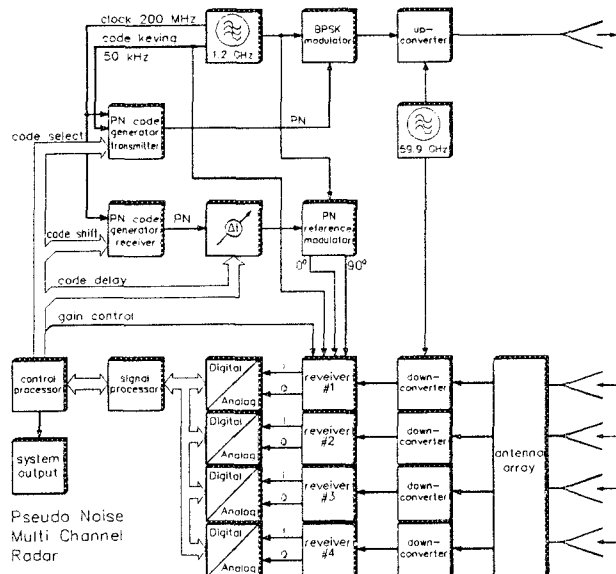 clock 200 MHz
code keying
50 kHz
1.2 GHz
BPSK
modulator
up-
converter
59.9 GHz
code select
PN code
generator
transmitter
PN
code shift
PN code
generator
receiver
PN
Δt
PN
reference
modulator
0°
90°
code delay
gain control
control
processor
signal
processor
Digital
Analog
I
Q
reveiver
#1
down-
converter
Digital
Analog
I
Q
reveiver
#2
down-
converter
antenna
array
system
output
Digital
Analog
I
Q
reveiver
#3
down-
converter
Digital
Analog
I
Q
reveiver
#4
down-
converter
Pseudo Noise
Multi Channel
Radar